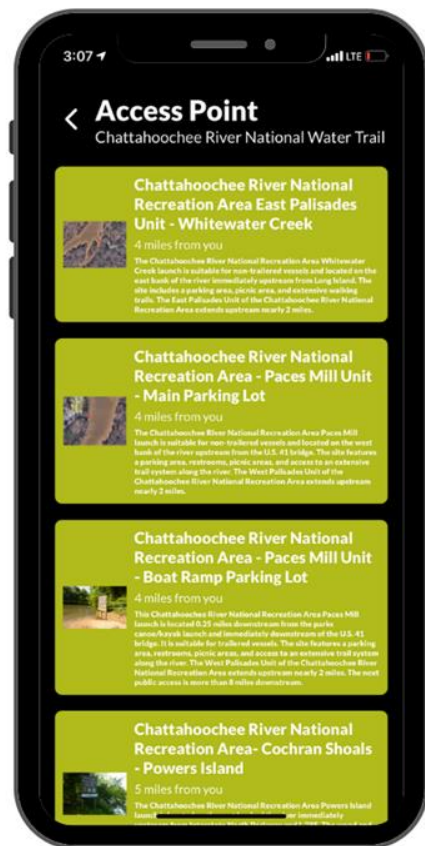 3:07
LTE
Access Point
Chattahoochee River National Water Trail
Chattahoochee River National
Recreation Area East Palisades
Unit - Whitewater Creek
4 miles from you
The Chattahoochee River National Recreation Area Whitewater
Creek launch is suitable for non-trailered vessels and located on the
east bank of the river immediately upstream from Long Island. The
site includes a parking area, picnic area, and extensive walking
trails. The East Palisades Unit of the Chattahoochee River National
Recreation Area extends upstream nearly 2 miles.
Chattahoochee River National
Recreation Area - Paces Mill Unit
- Main Parking Lot
4 miles from you
The Chattahoochee River National Recreation Area Paces Mill
launch is suitable for non-trailered vessels and located on the west
bank of the river upstream from the U.S. 41 bridge. The site features
a parking area, restrooms, picnic areas, and access to an extensive
trail system along the river. The West Palisades Unit of the
Chattahoochee River National Recreation Area extends upstream
nearly 2 miles.
Chattahoochee River National
Recreation Area - Paces Mill Unit
- Boat Ramp Parking Lot
4 miles from you
This Chattahoochee River National Recreation Area Paces Mill
launch is located 0.25 miles downstream from the parks
canoe/kayak launch and immediately downstream of the U.S. 41
bridge. It is suitable for trailered vessels. The site features a parking
area, restrooms, picnic areas, and access to an extensive trail system
along the river. The West Palisades Unit of the Chattahoochee River
National Recreation Area extends upstream nearly 2 miles. The next
public access is more than 8 miles downstream.
Chattahoochee River National
Recreation Area- Cochran Shoals
- Powers Island
5 miles from you
The Chattahoochee River National Recreation Area Powers Island